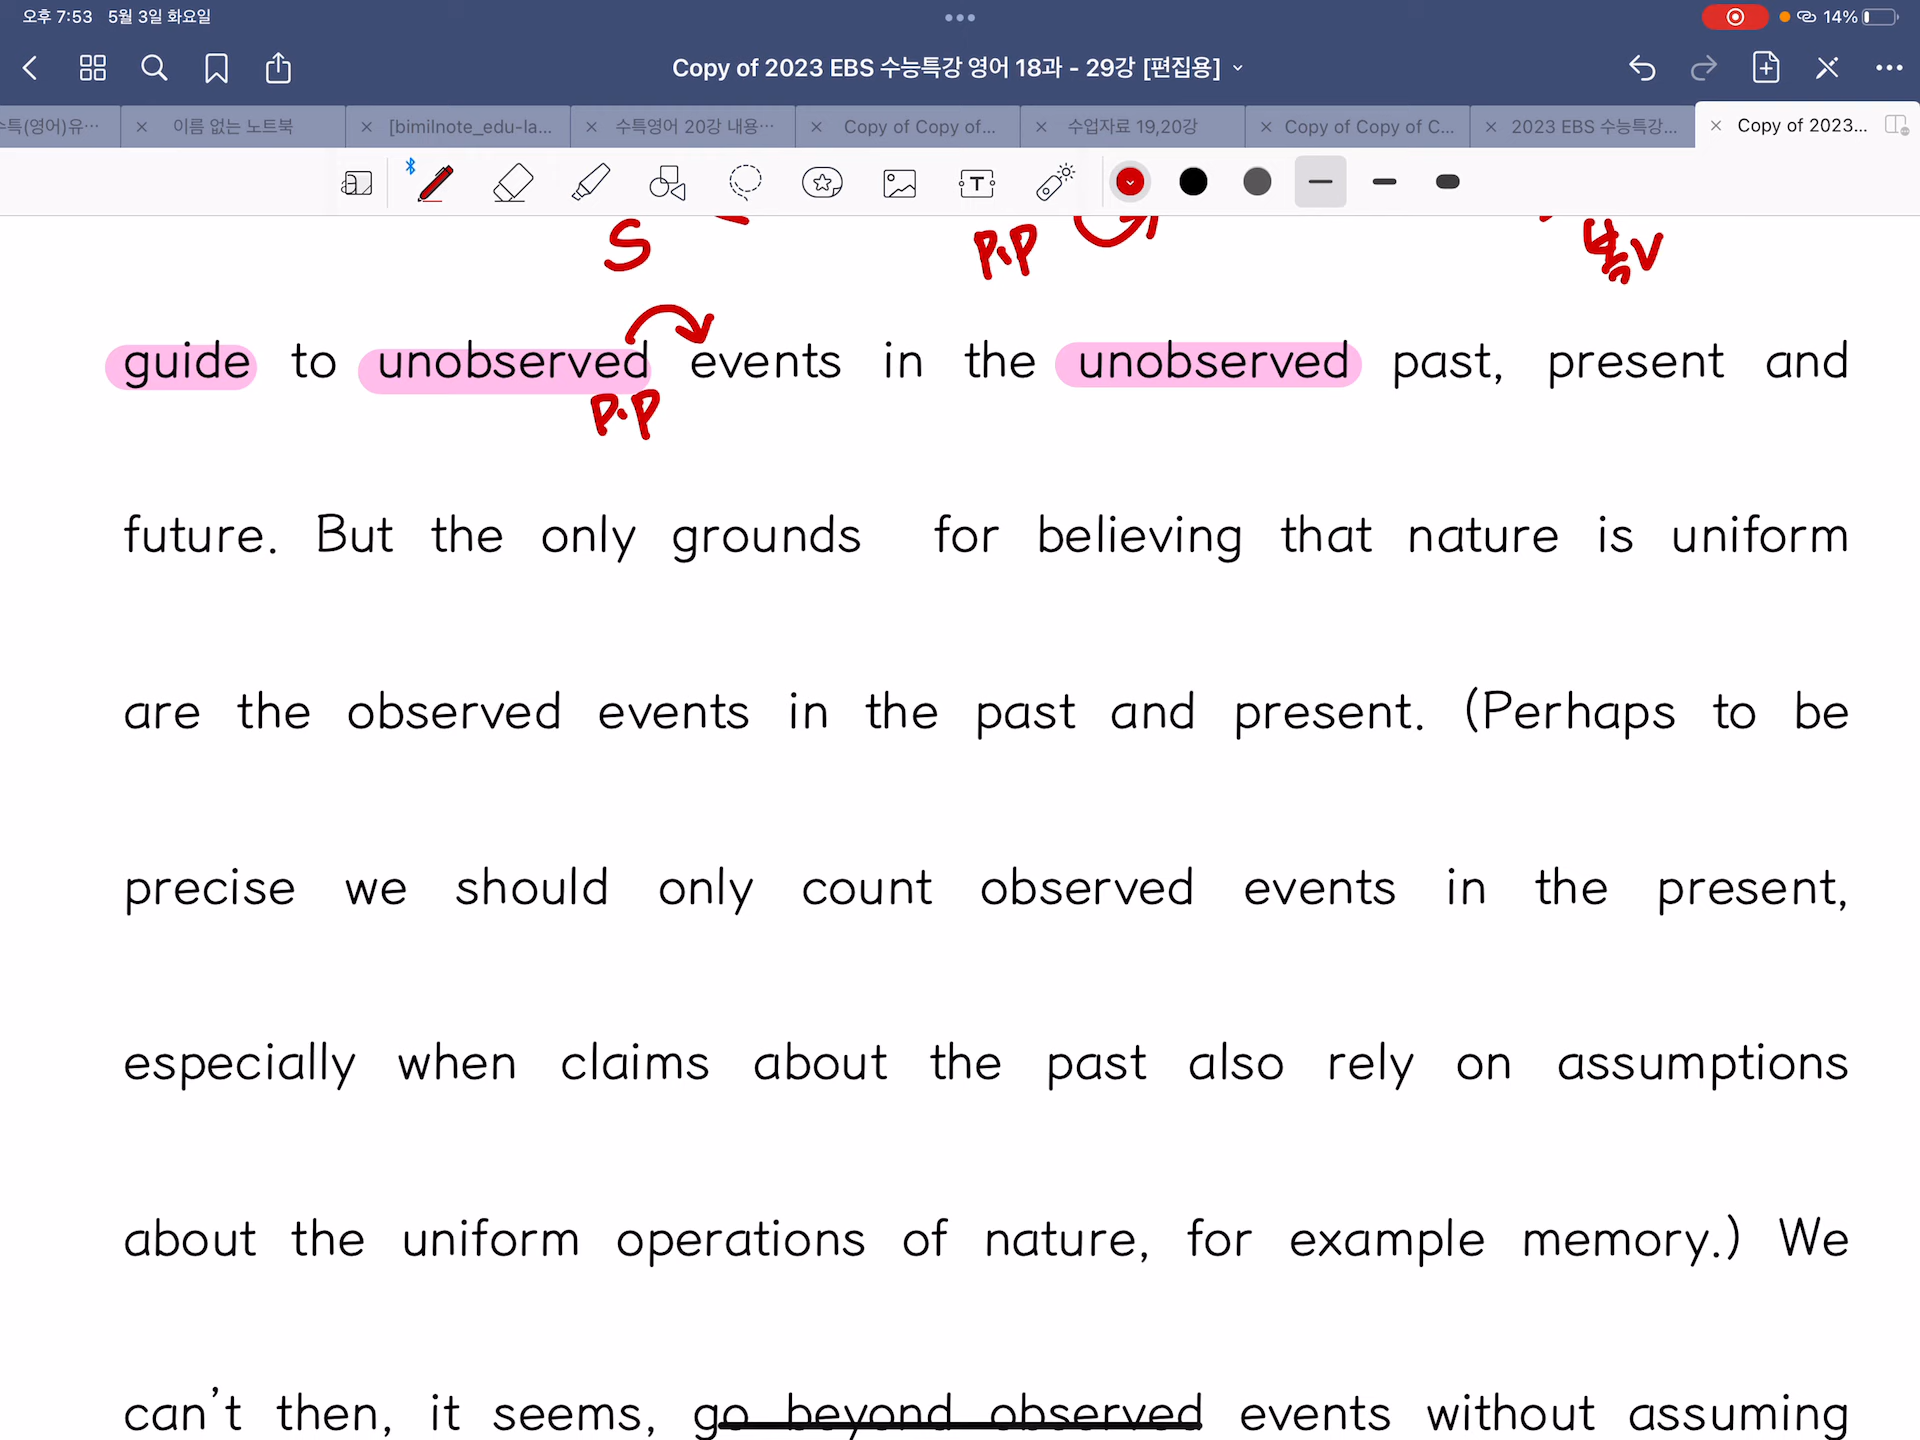 오후 7:53 5월 3일 화요일
14%
Copy of 2023 EBS 수능특강 영어 18과 - 29강 [편집용]
수특(영어)유…
이름 없는 노트북
[bimilnote_edu-la...
수특영어 20강 내용…
Copy of Copy of...
수업자료 19,20강
Copy of Copy of C...
2023 EBS 수능특강...
Copy of 2023...
S
P.P
V
guide to unobserved events in the unobserved past, present and
P.P
future. But the only grounds for believing that nature is uniform
are the observed events in the past and present. (Perhaps to be
precise we should only count observed events in the present,
especially when claims about the past also rely on assumptions
about the uniform operations of nature, for example memory.) We
can't then, it seems, go beyond observed events without assuming